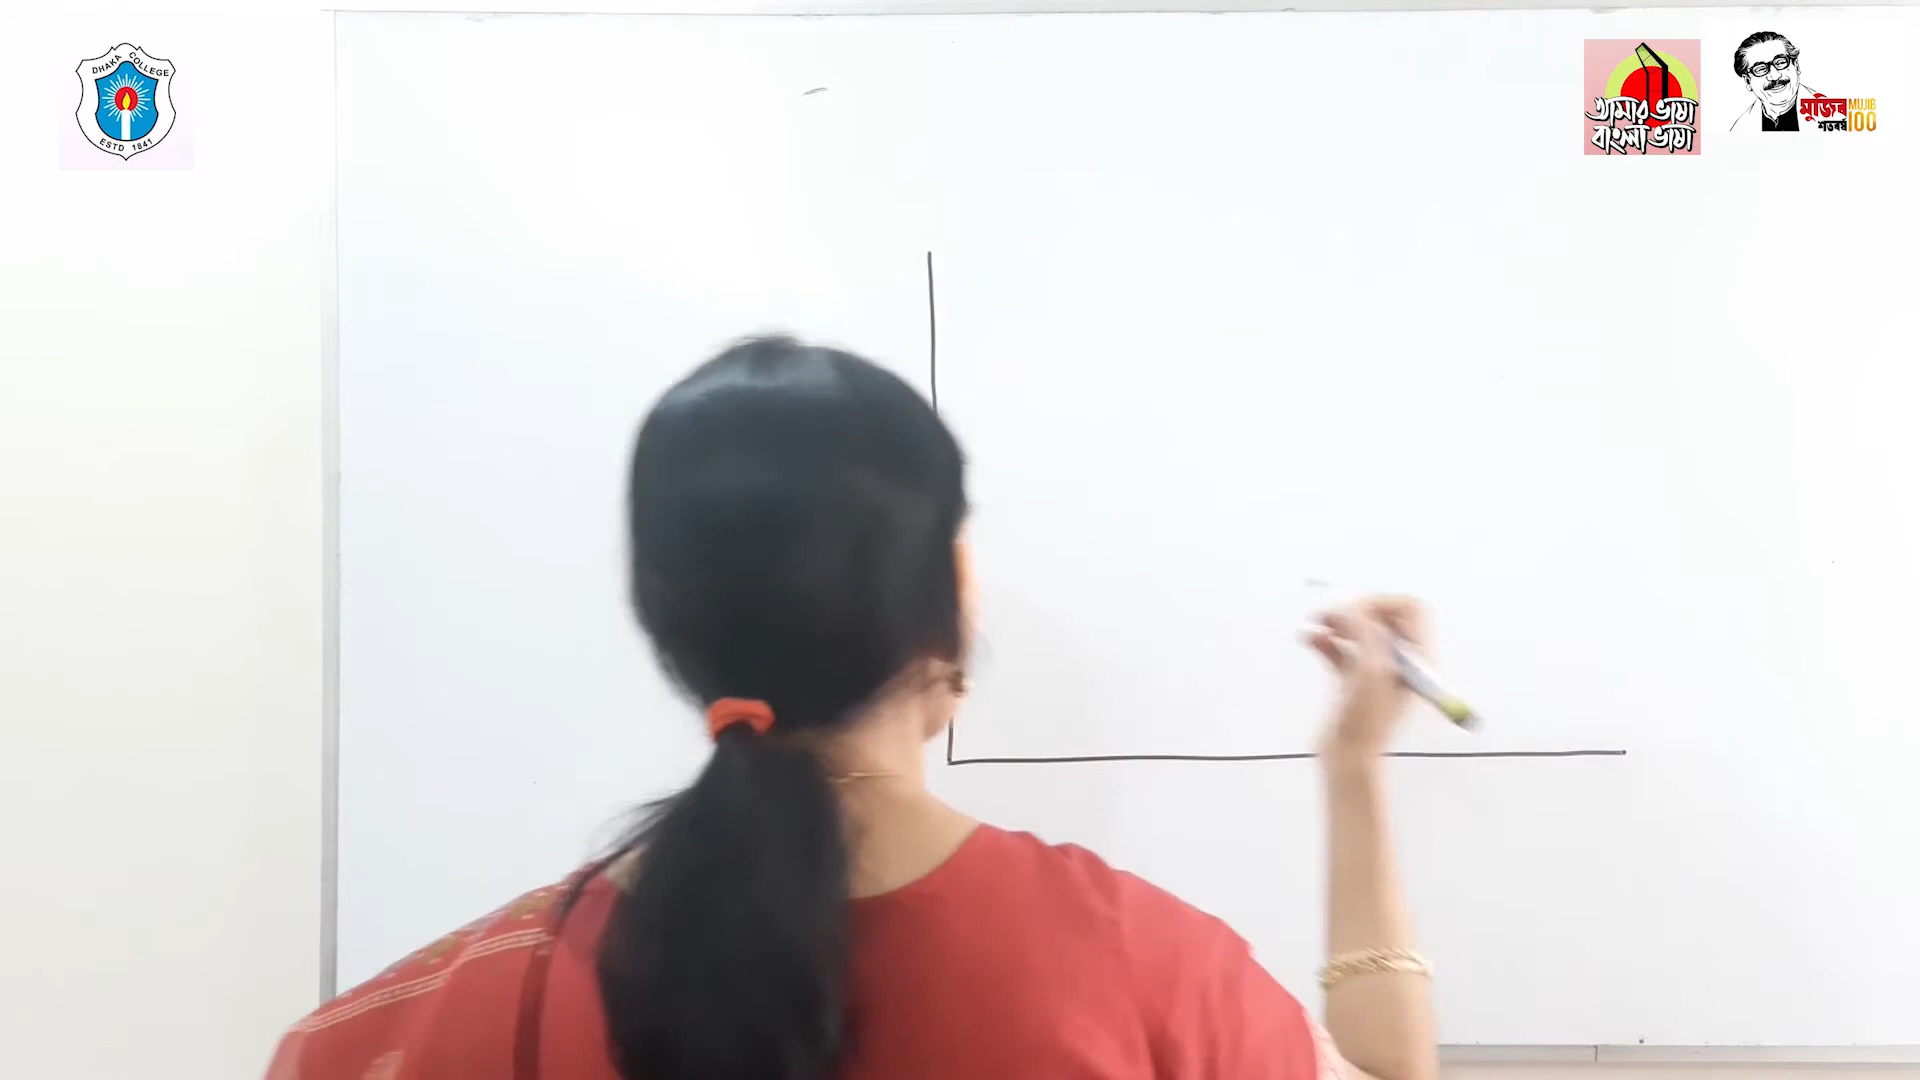 DHAKA COLLEGE
ESTD 1841
আমার ভাষা
বাংলা ভাষা
মুজিব MUJIB
শতবর্ষ 100